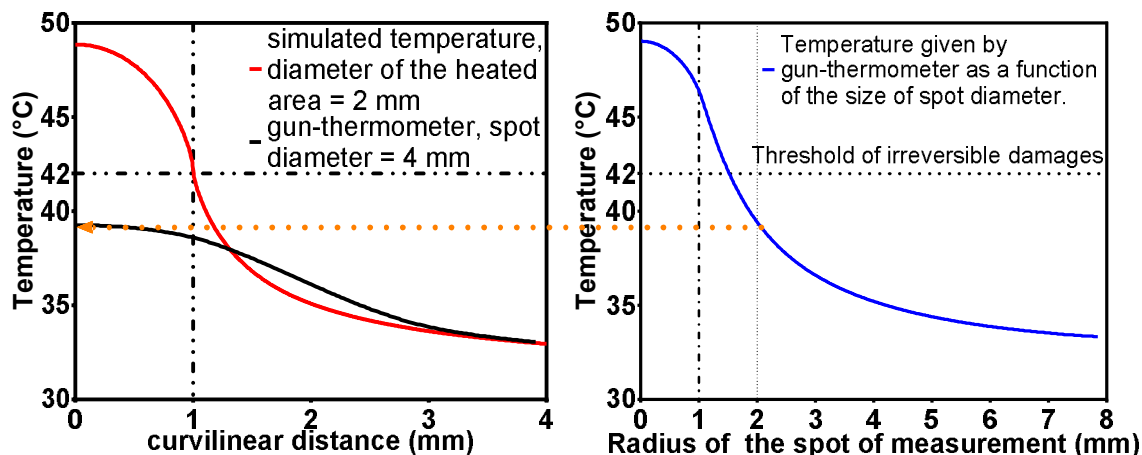 50
45
42
40
35
30
Temperature (°C)
simulated temperature,
diameter of the heated
area = 2 mm
gun-thermometer, spot
diameter = 4 mm
0 1 2 3 4
curvilinear distance (mm)
50
45
42
40
35
30
Temperature (°C)
Temperature given by
gun-thermometer as a function
of the size of spot diameter.
Threshold of irreversible damages
0 1 2 3 4 5 6 7 8
Radius of the spot of measurement (mm)